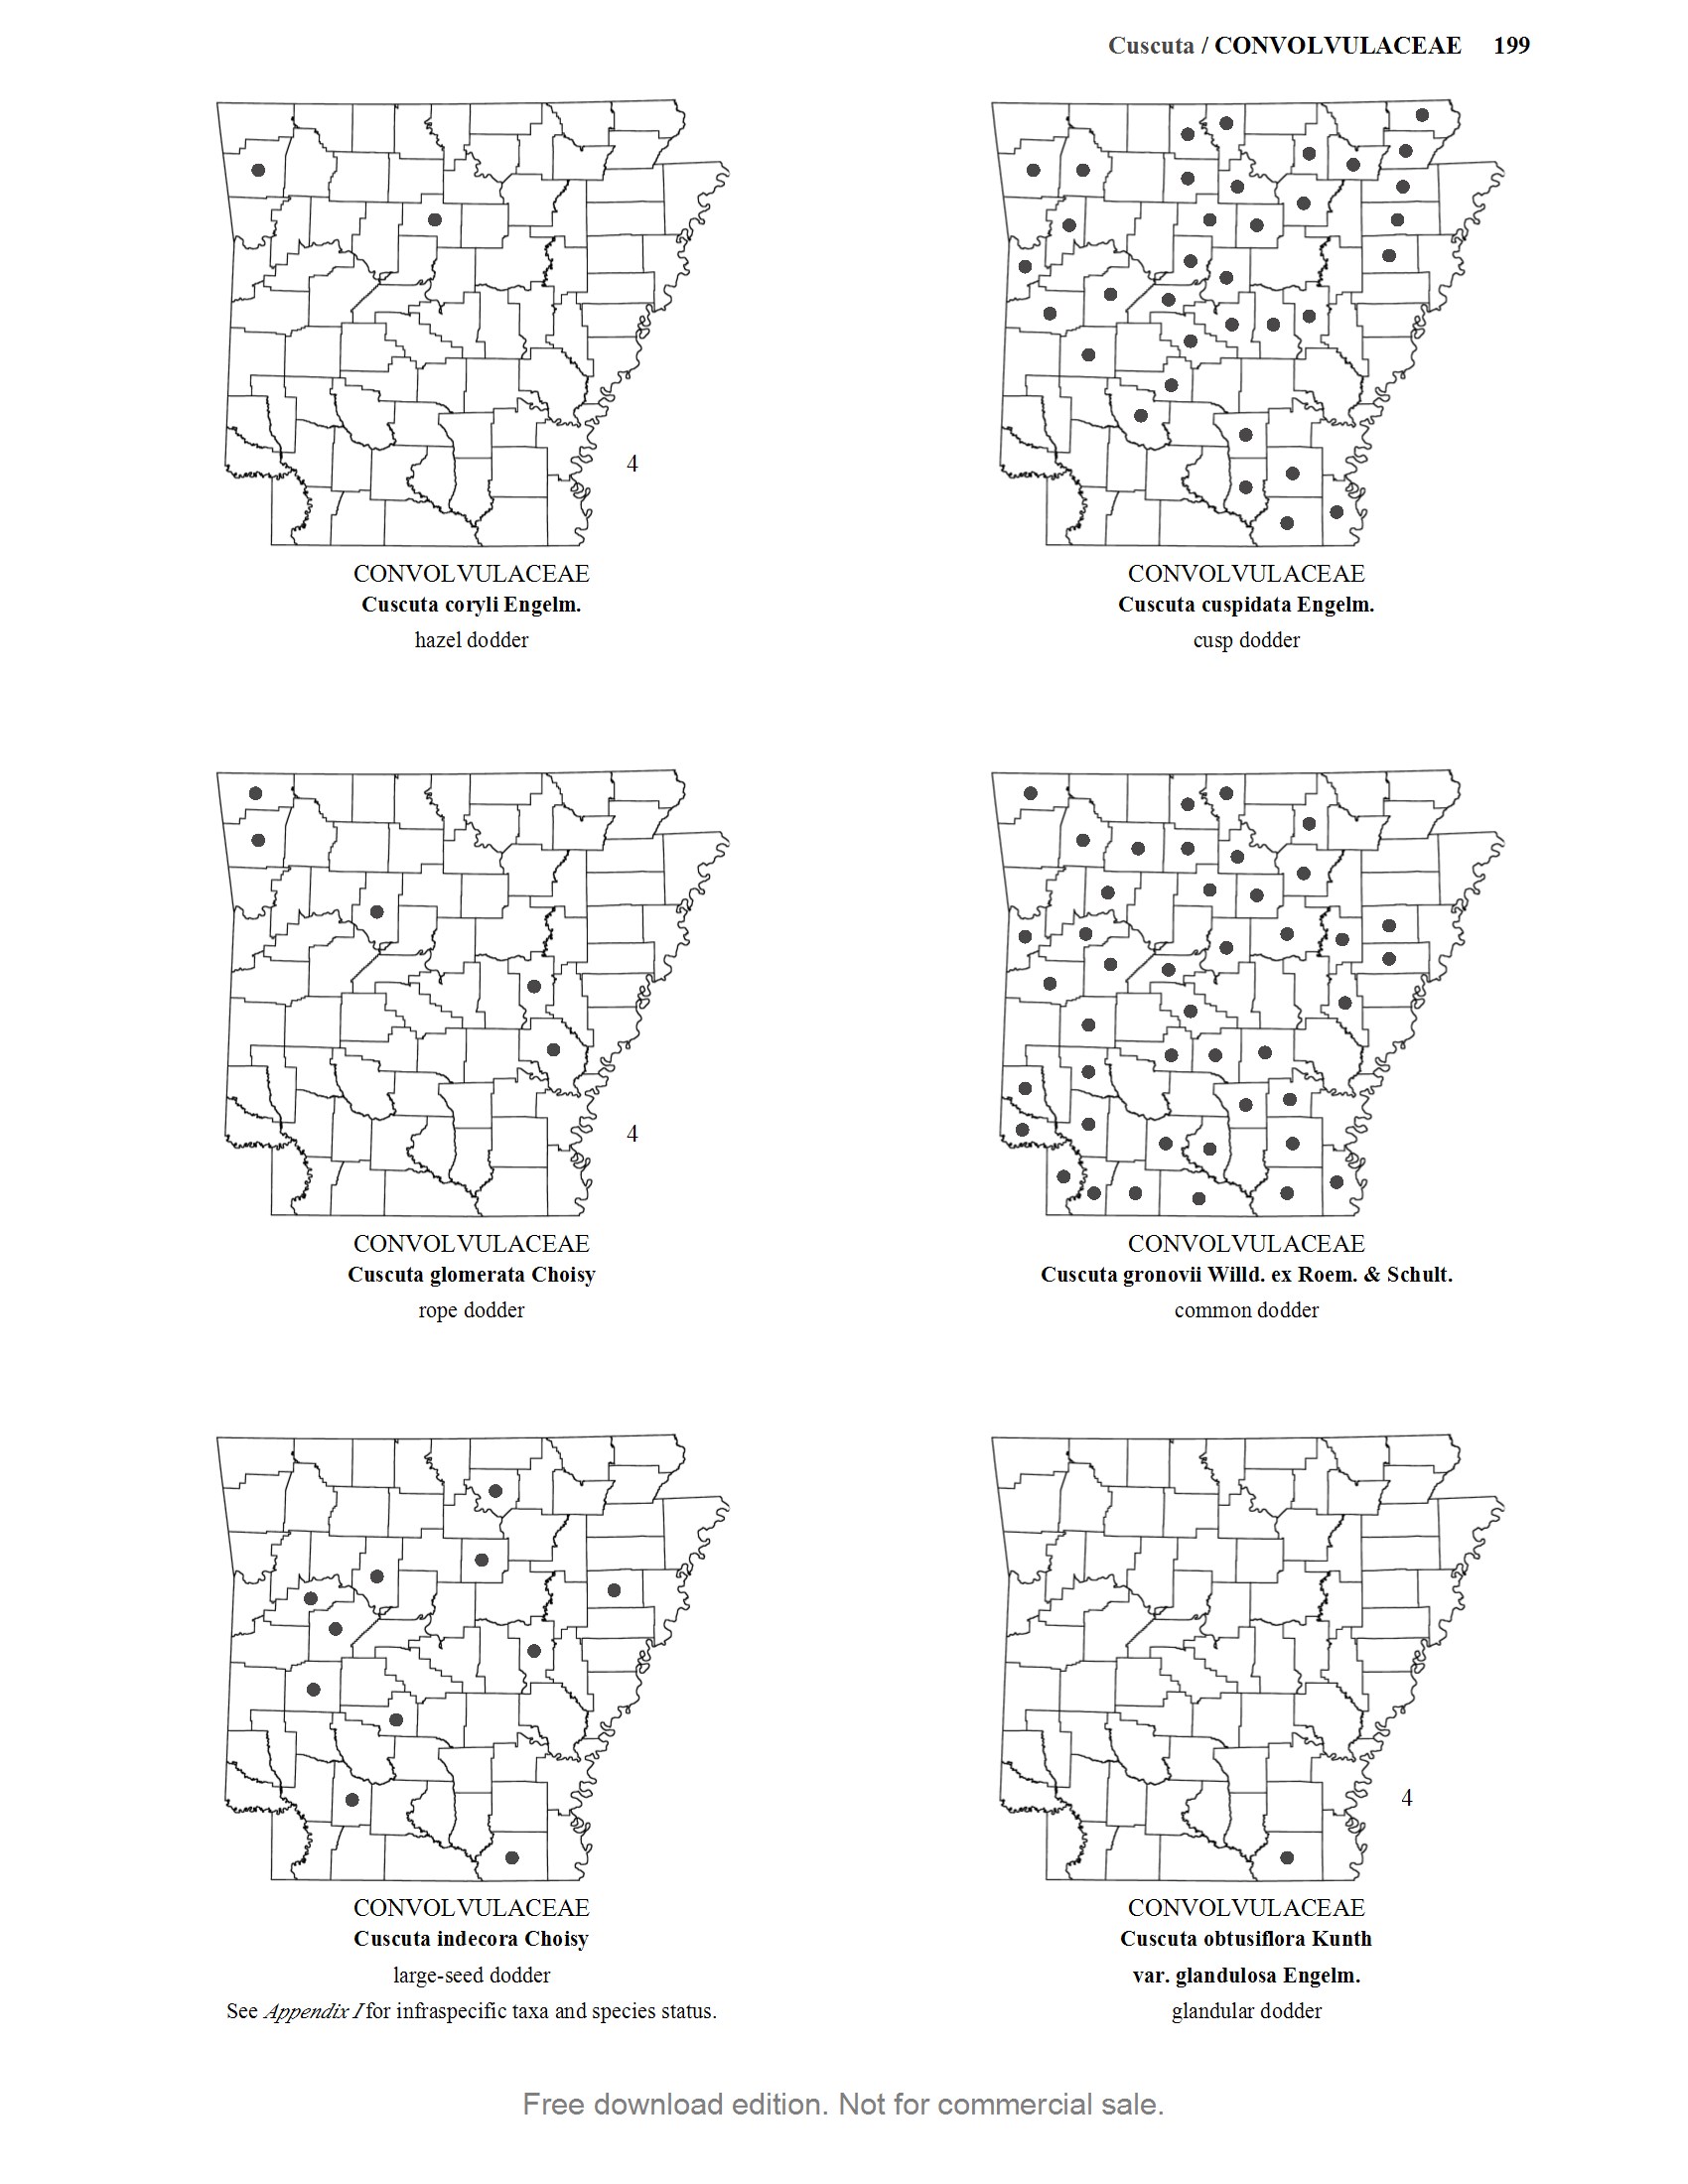 Cuscuta / CONVOLVULACEAE 199
4
CONVOLVULACEAE
Cuscuta coryli Engelm.
hazel dodder
CONVOLVULACEAE
Cuscuta cuspidata Engelm.
cusp dodder
4
CONVOLVULACEAE
Cuscuta glomerata Choisy
rope dodder
CONVOLVULACEAE
Cuscuta gronovii Willd. ex Roem. & Schult.
common dodder
CONVOLVULACEAE
Cuscuta indecora Choisy
large-seed dodder
See Appendix I for infraspecific taxa and species status.
4
CONVOLVULACEAE
Cuscuta obtusiflora Kunth
var. glandulosa Engelm.
glandular dodder
Free download edition. Not for commercial sale.